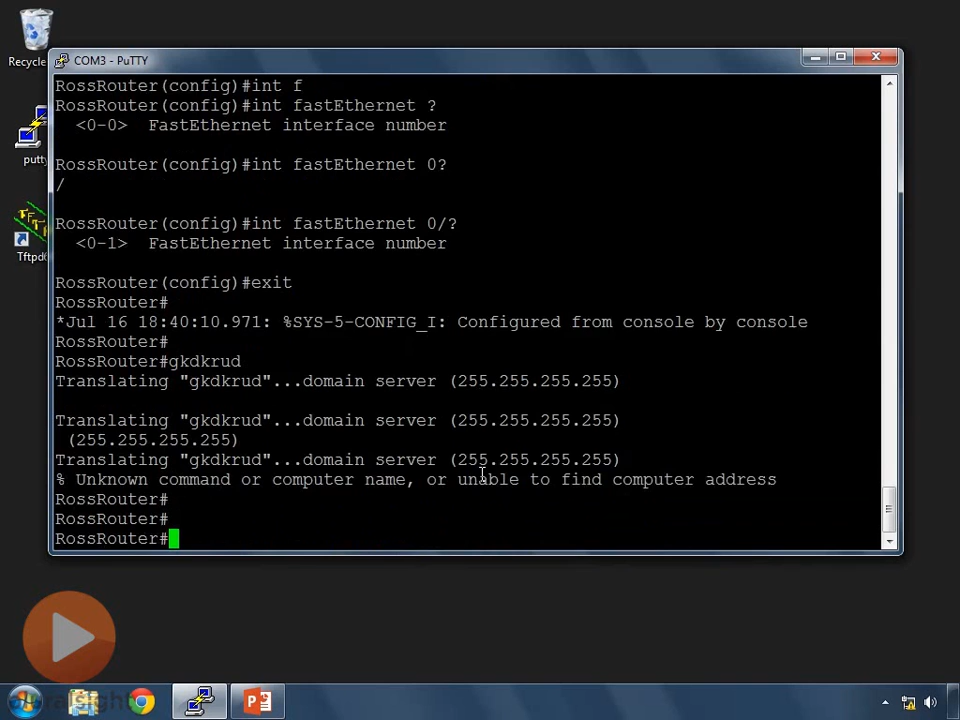 Recycle
COM3 - PuTTY
RossRouter(config)#int f
RossRouter(config)#int fastEthernet ?
<0-0>  FastEthernet interface number
RossRouter(config)#int fastEthernet 0?
/
RossRouter(config)#int fastEthernet 0/?
<0-1>  FastEthernet interface number
RossRouter(config)#exit
RossRouter#
*Jul 16 18:40:10.971: %SYS-5-CONFIG_I: Configured from console by console
RossRouter#
RossRouter#gkdkrud
Translating "gkdkrud"...domain server (255.255.255.255)
Translating "gkdkrud"...domain server (255.255.255.255)
(255.255.255.255)
Translating "gkdkrud"...domain server (255.255.255.255)
% Unknown command or computer name, or unable to find computer address
RossRouter#
RossRouter#
RossRouter#
putty
Tftpd6
pluralsight